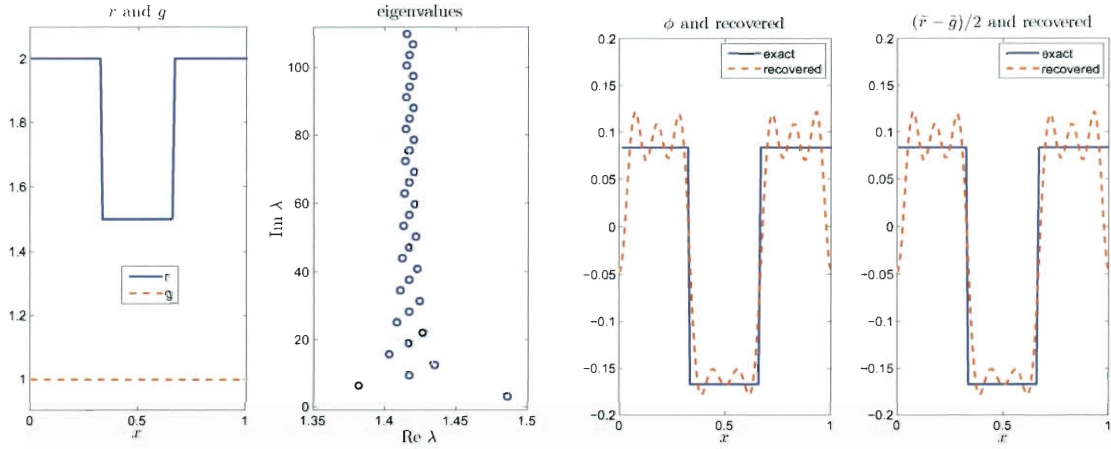 r and g
2
1.8
1.6
1.4
1.2
1
r
g
0
0.5
1
x
eigenvalues
100
80
60
40
20
0
Im λ
1.35
1.4
1.45
1.5
Re λ
ϕ and recovered
0.2
0.15
0.1
0.05
0
−0.05
−0.1
−0.15
−0.2
exact
recovered
0
0.5
1
x
(r̃ − g̃)/2 and recovered
0.2
0.15
0.1
0.05
0
−0.05
−0.1
−0.15
−0.2
exact
recovered
0
0.5
1
x